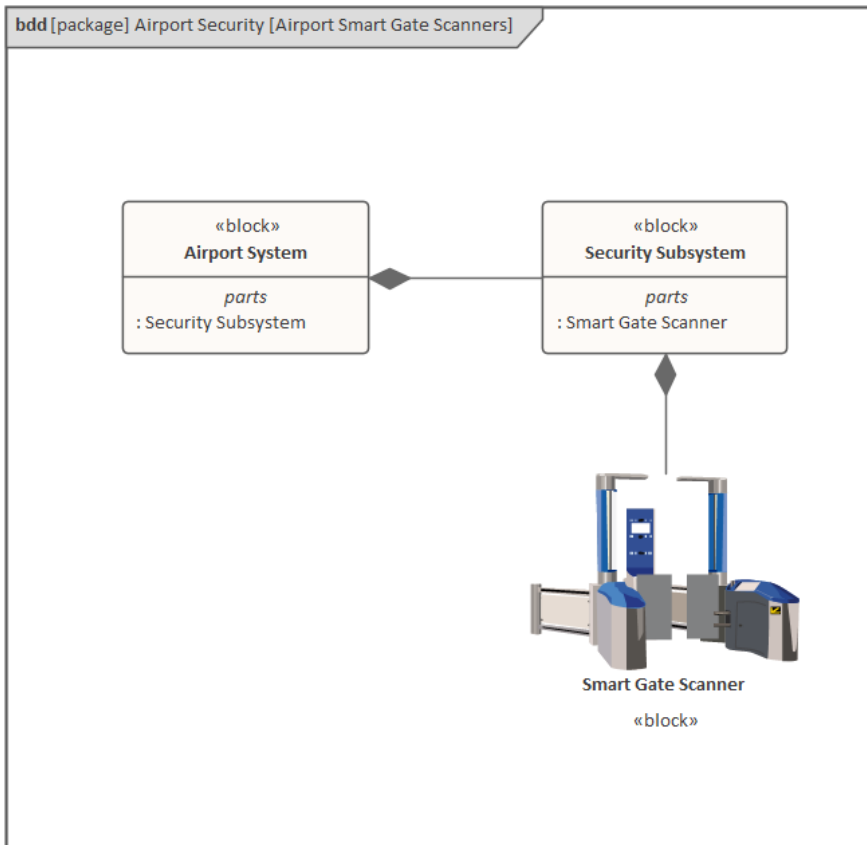 bdd [package] Airport Security [Airport Smart Gate Scanners]
«block»
Airport System
parts
: Security Subsystem
«block»
Security Subsystem
parts
: Smart Gate Scanner
Smart Gate Scanner
«block»